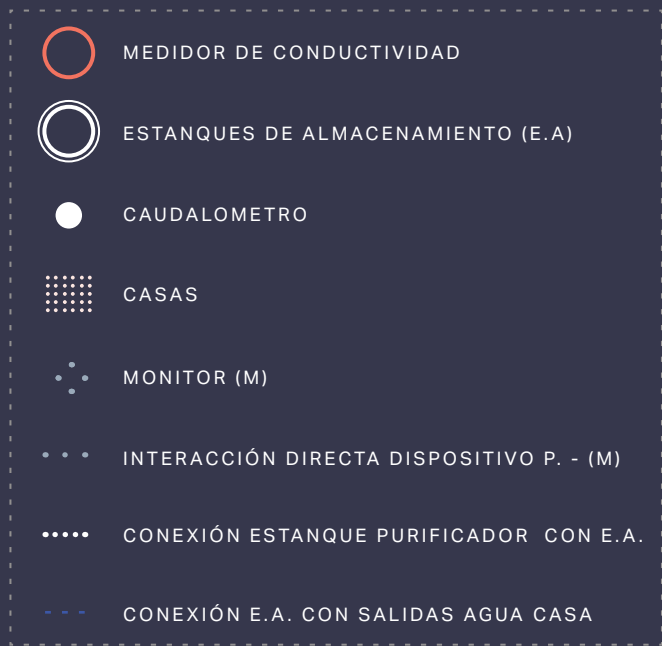 MEDIDOR DE CONDUCTIVIDAD
ESTANQUES DE ALMACENAMIENTO (E.A)
CAUDALOMETRO
CASAS
MONITOR (M)
INTERACCIÓN DIRECTA DISPOSITIVO P. - (M)
CONEXIÓN ESTANQUE PURIFICADOR CON E.A.
CONEXIÓN E.A. CON SALIDAS AGUA CASA